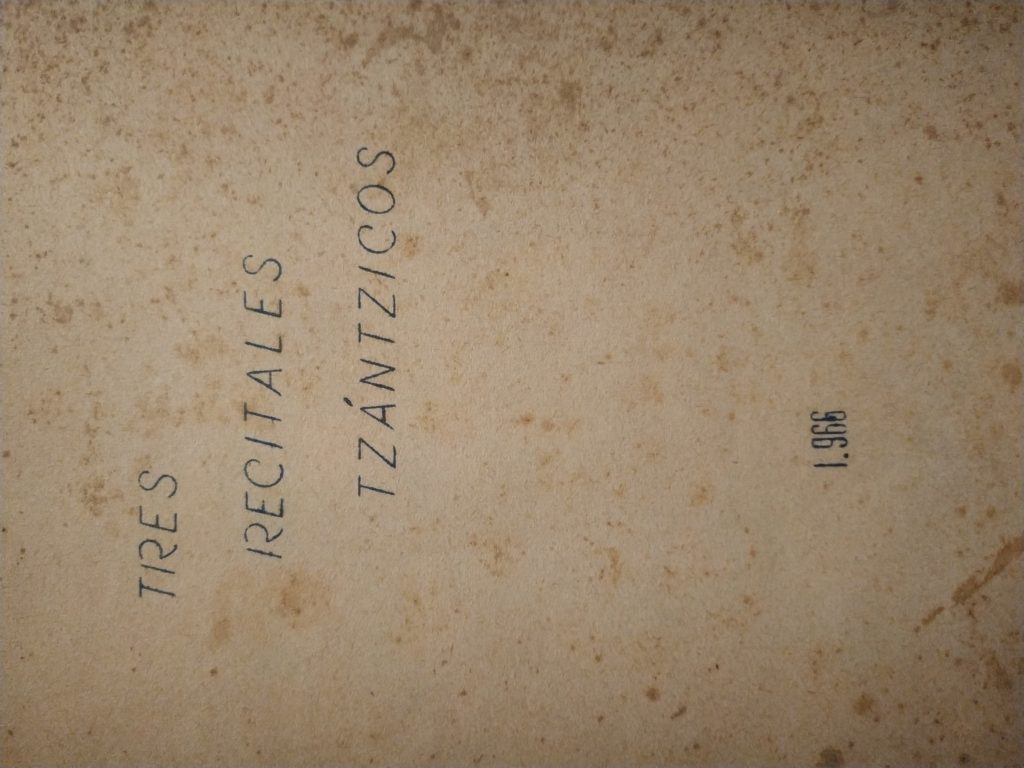 TRES
RECITALES
TZÁNTZICOS
1.966